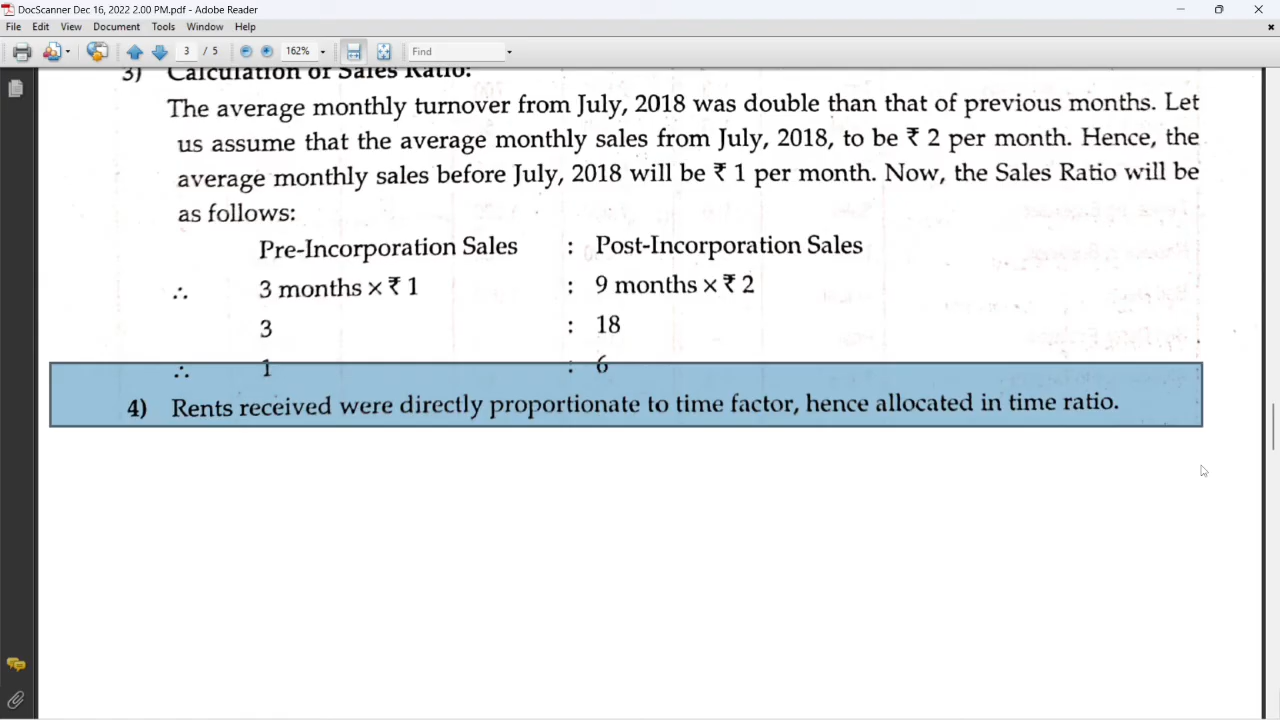 DocScanner Dec 16, 2022 2.00 PM.pdf - Adobe Reader
File Edit View Document Tools Window Help
3 / 5 162% Find
3) Calculation of Sales Ratio:
The average monthly turnover from July, 2018 was double than that of previous months. Let
us assume that the average monthly sales from July, 2018, to be ₹ 2 per month. Hence, the
average monthly sales before July, 2018 will be ₹ 1 per month. Now, the Sales Ratio will be
as follows:
Pre-Incorporation Sales : Post-Incorporation Sales
∴ 3 months × ₹ 1 : 9 months × ₹ 2
3 : 18
∴ 1 : 6
4) Rents received were directly proportionate to time factor, hence allocated in time ratio.